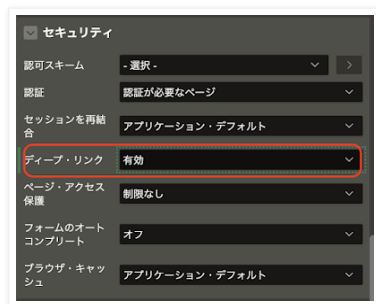 セキュリティ
認可スキーム - 選択 -
認証 認証が必要なページ
セッションを再結
合 アプリケーション・デフォルト
ディープ・リンク 有効
ページ・アクセス
保護 制限なし
フォームのオート
コンプリート オフ
ブラウザ・キャッ
シュ アプリケーション・デフォルト